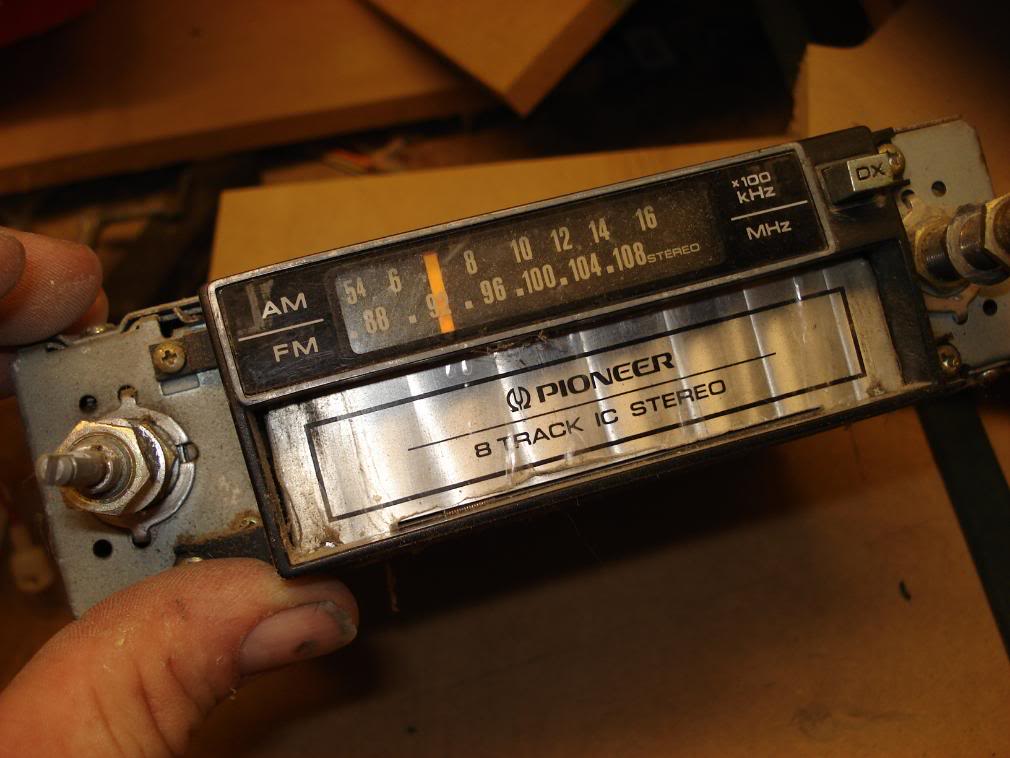 AM
FM
54 6 8 10 12 14 16
88 . 92 . 96 . 100 . 104 . 108 STEREO
×100
kHz
MHz
DX
PIONEER
8 TRACK IC STEREO